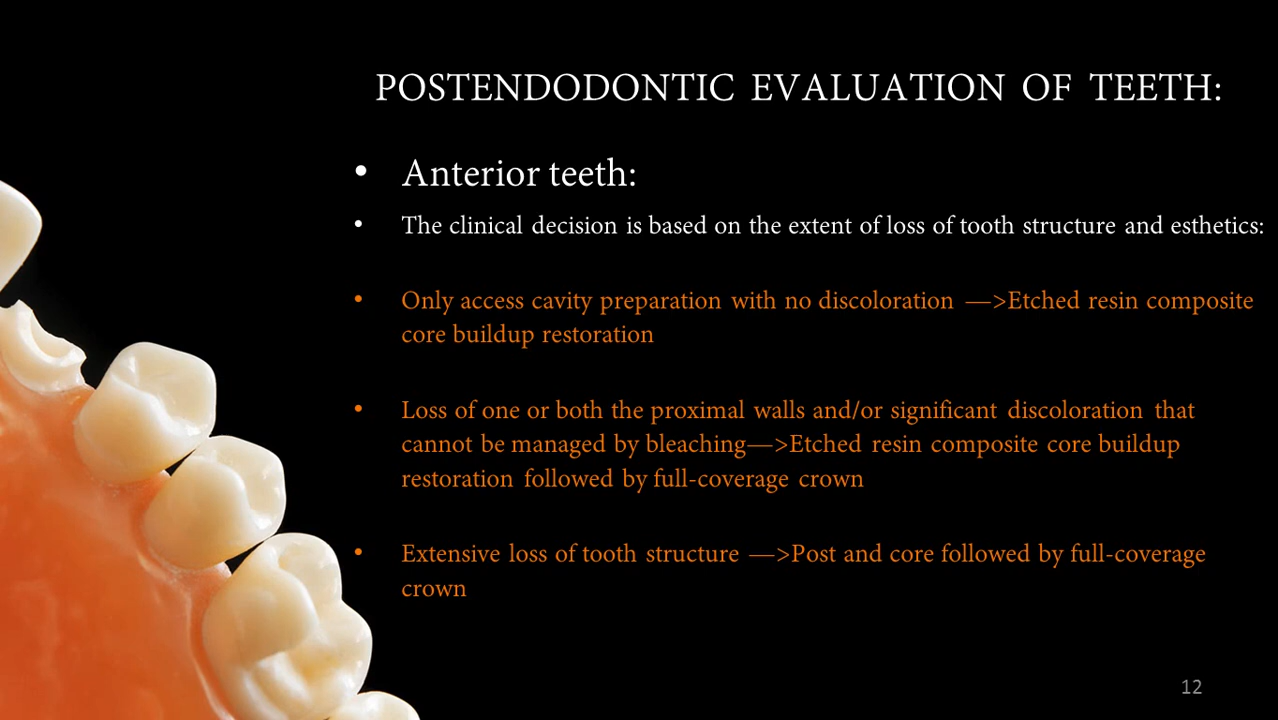 POSTENDODONTIC EVALUATION OF TEETH:
• Anterior teeth:
• The clinical decision is based on the extent of loss of tooth structure and esthetics:
• Only access cavity preparation with no discoloration —>Etched resin composite
core buildup restoration
• Loss of one or both the proximal walls and/or significant discoloration that
cannot be managed by bleaching—>Etched resin composite core buildup
restoration followed by full-coverage crown
• Extensive loss of tooth structure —>Post and core followed by full-coverage
crown
12